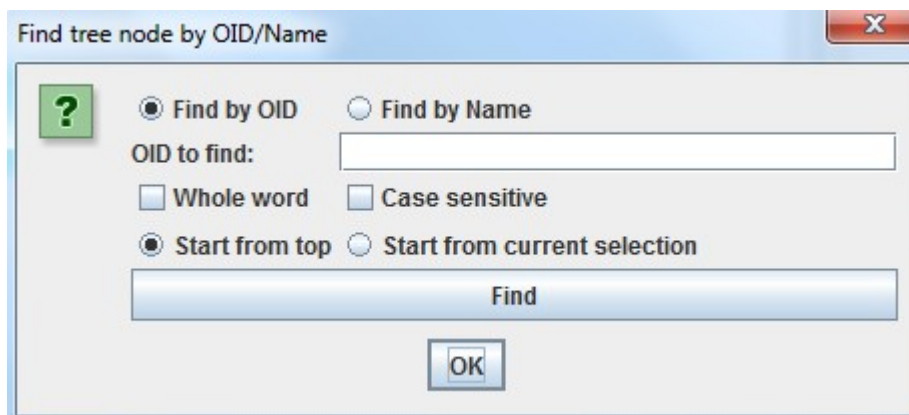 Find tree node by OID/Name
Find by OID Find by Name
OID to find:
Whole word Case sensitive
Start from top Start from current selection
Find
OK